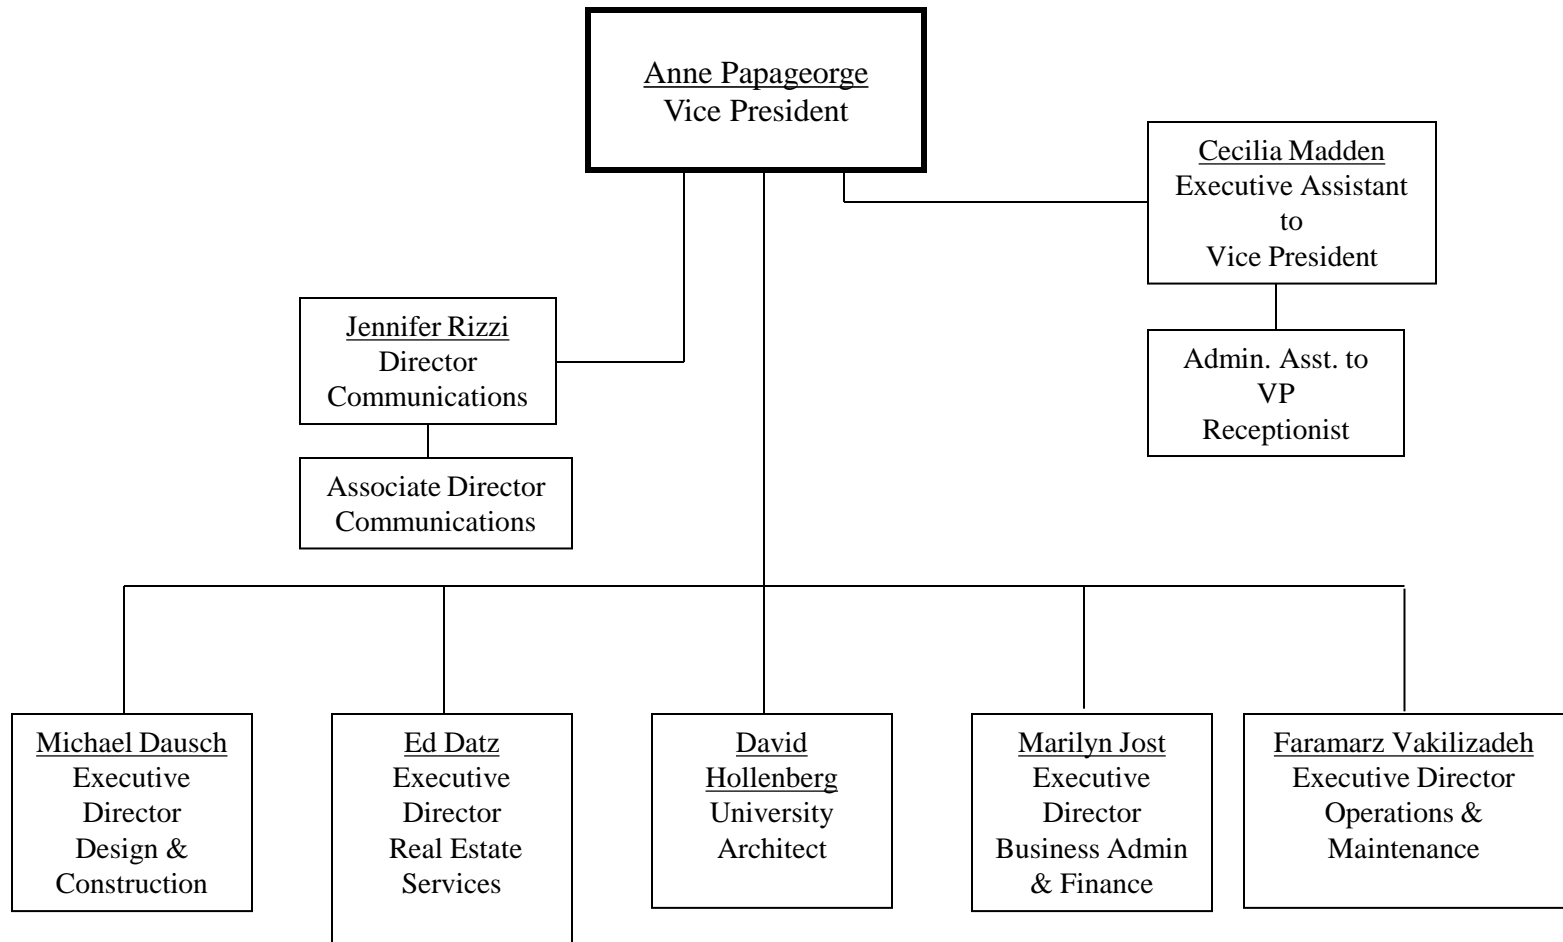 Anne Papageorge
Vice President
Cecilia Madden
Executive Assistant
to
Vice President
Jennifer Rizzi
Director
Communications
Admin. Asst. to
VP
Receptionist
Associate Director
Communications
Michael Dausch
Executive
Director
Design &
Construction
Ed Datz
Executive
Director
Real Estate
Services
David
Hollenberg
University
Architect
Marilyn Jost
Executive
Director
Business Admin
& Finance
Faramarz Vakilizadeh
Executive Director
Operations &
Maintenance